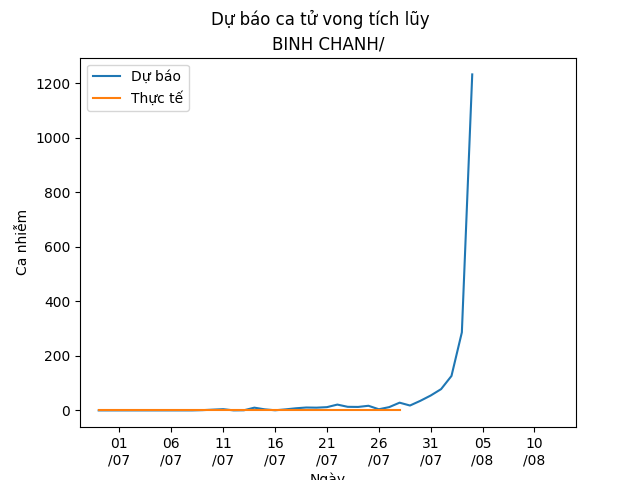 Dự báo ca tử vong tích lũy
BINH CHANH/
Dự báo
Thực tế
Ca nhiễm
1200
1000
800
600
400
200
0
01 06 11 16 21 26 31 05 10
/07 /07 /07 /07 /07 /07 /07 /08 /08
Ngày